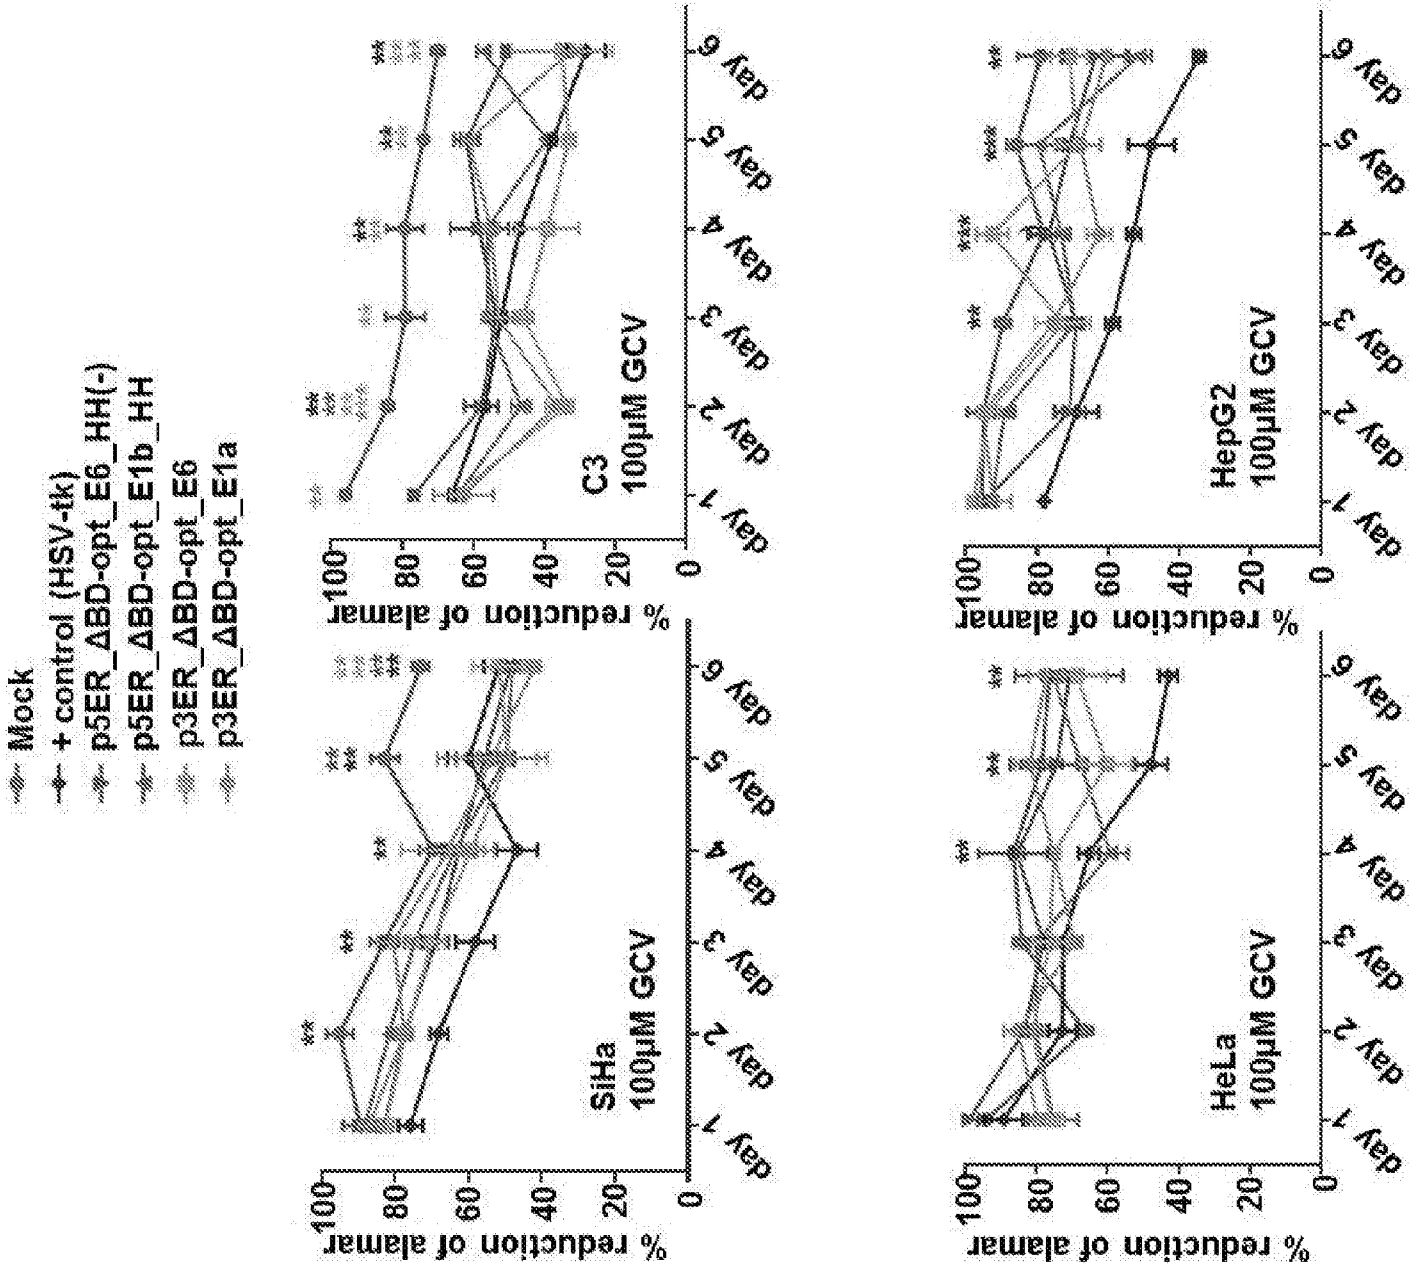 Mock
+ control (HSV-tk)
p5ER_ΔBD-opt_E6_HH(-)
p5ER_ΔBD-opt_E1b_HH
p3ER_ΔBD-opt_E6
p3ER_ΔBD-opt_E1a
% reduction of alamar
100
80
60
40
20
0
**
**
**
**
**
**
**
**
**
**
SiHa
100µM GCV
day 1
day 2
day 3
day 4
day 5
day 6
% reduction of alamar
100
80
60
40
20
0
**
**
**
**
**
**
**
**
C3
100µM GCV
day 1
day 2
day 3
day 4
day 5
day 6
% reduction of alamar
100
80
60
40
20
0
**
**
**
HeLa
100µM GCV
day 1
day 2
day 3
day 4
day 5
day 6
% reduction of alamar
100
80
60
40
20
0
**
***
***
**
HepG2
100µM GCV
day 1
day 2
day 3
day 4
day 5
day 6